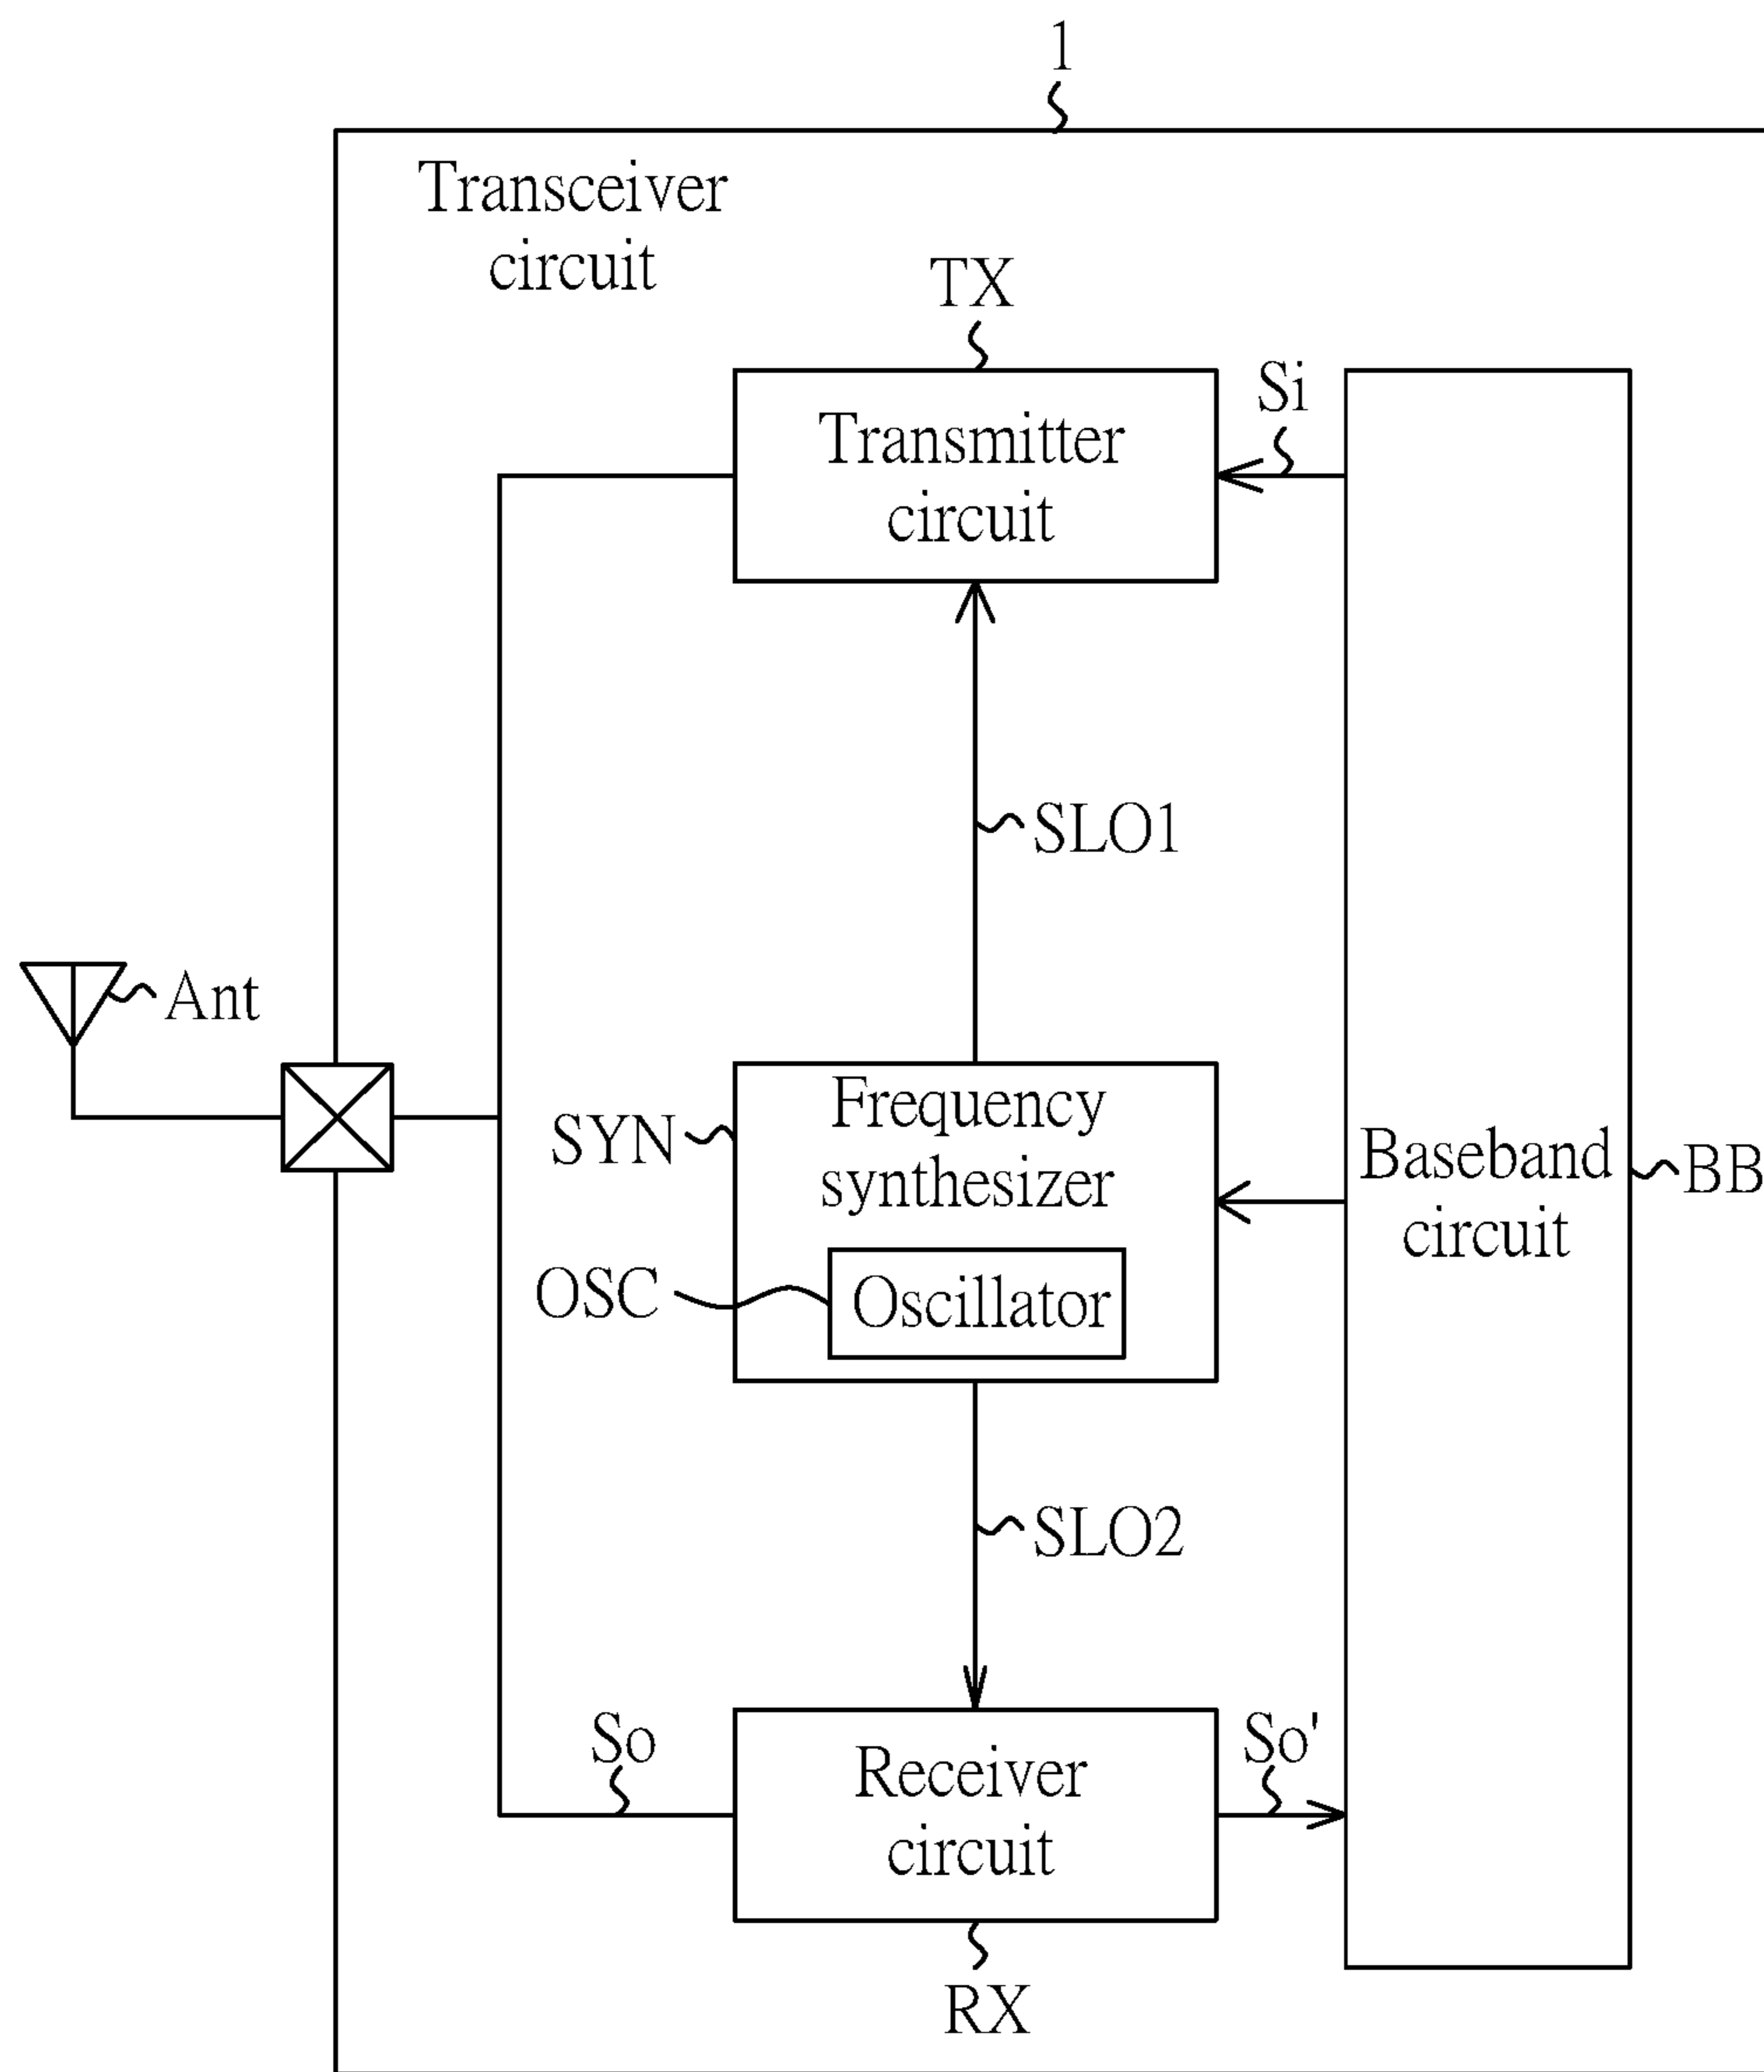 1
Transceiver
circuit
TX
Si
Transmitter
circuit
SLO1
Ant
SYN
Frequency
synthesizer
Baseband
circuit
BB
OSC
Oscillator
SLO2
So
So'
Receiver
circuit
RX